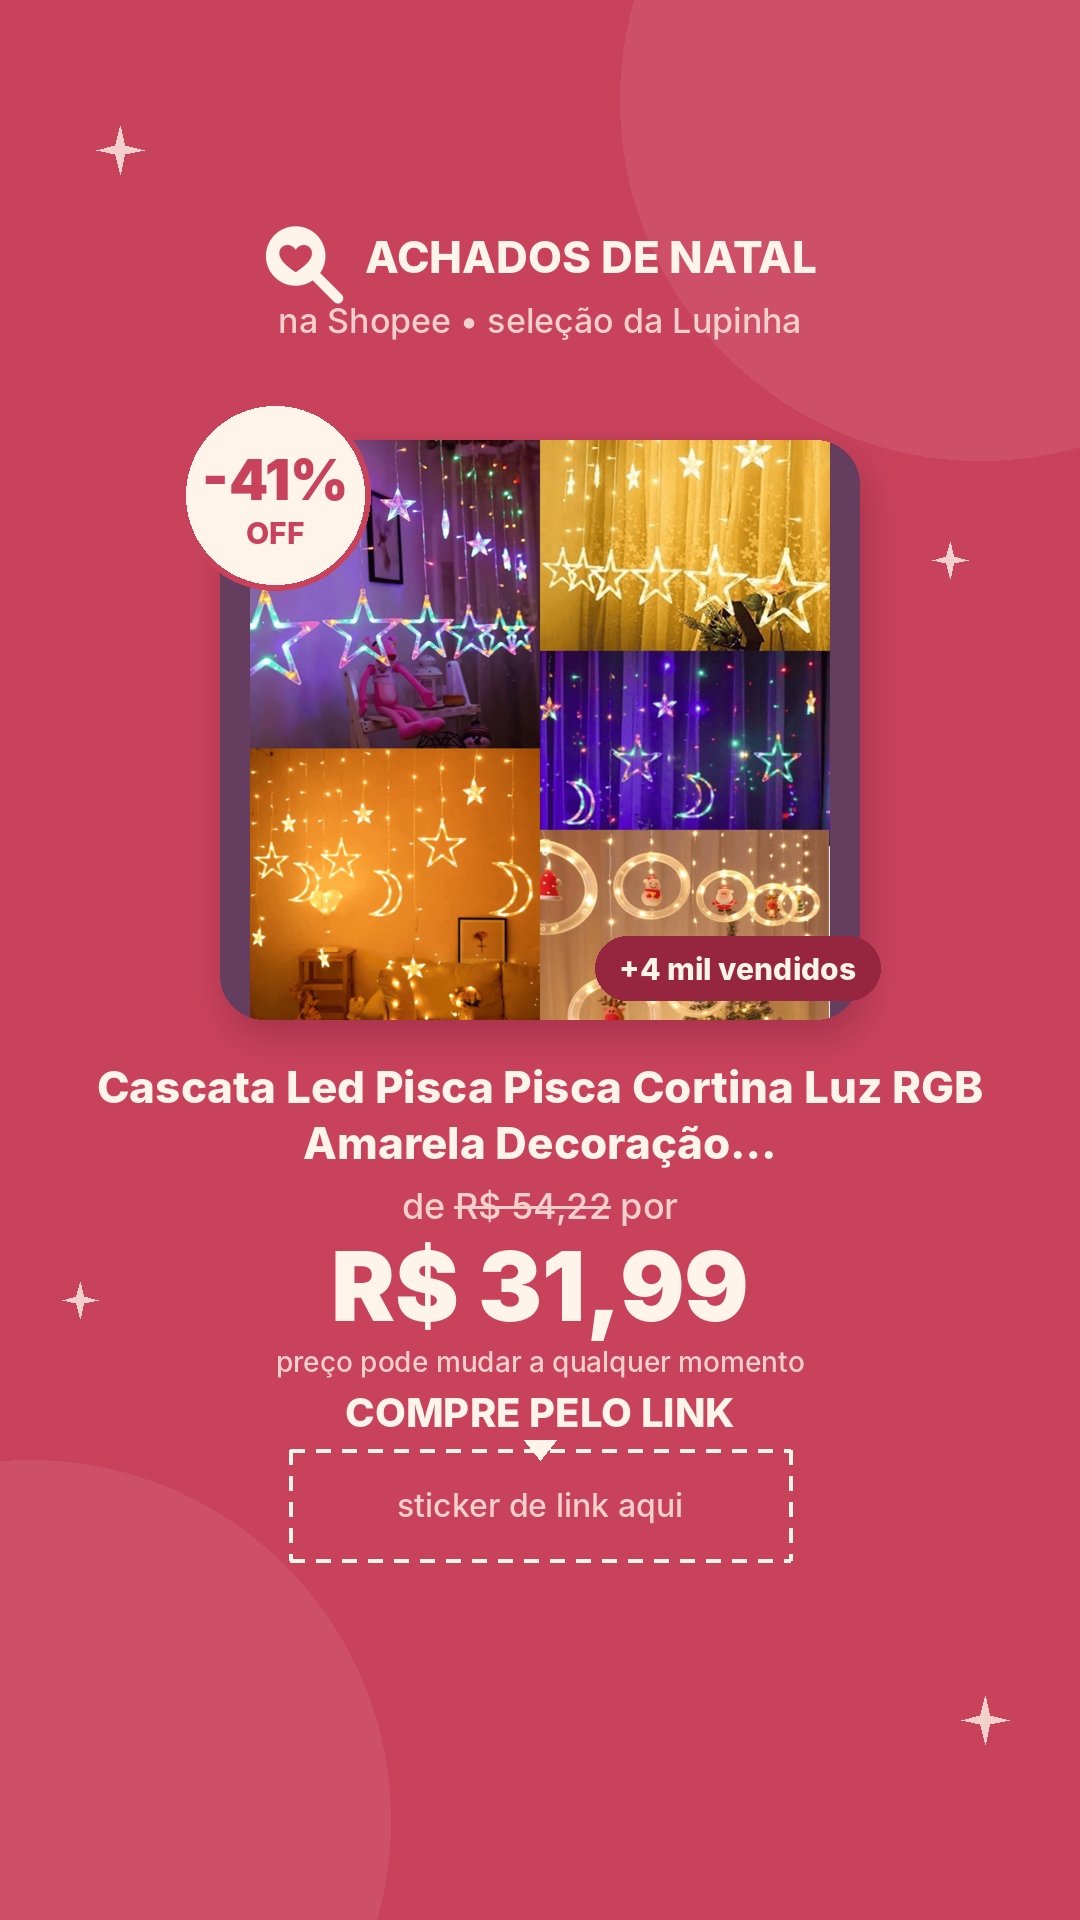 ACHADOS DE NATAL
na Shopee • seleção da Lupinha
-41%
OFF
+4 mil vendidos
Cascata Led Pisca Pisca Cortina Luz RGB
Amarela Decoração...
de R$ 54,22 por
R$ 31,99
preço pode mudar a qualquer momento
COMPRE PELO LINK
sticker de link aqui